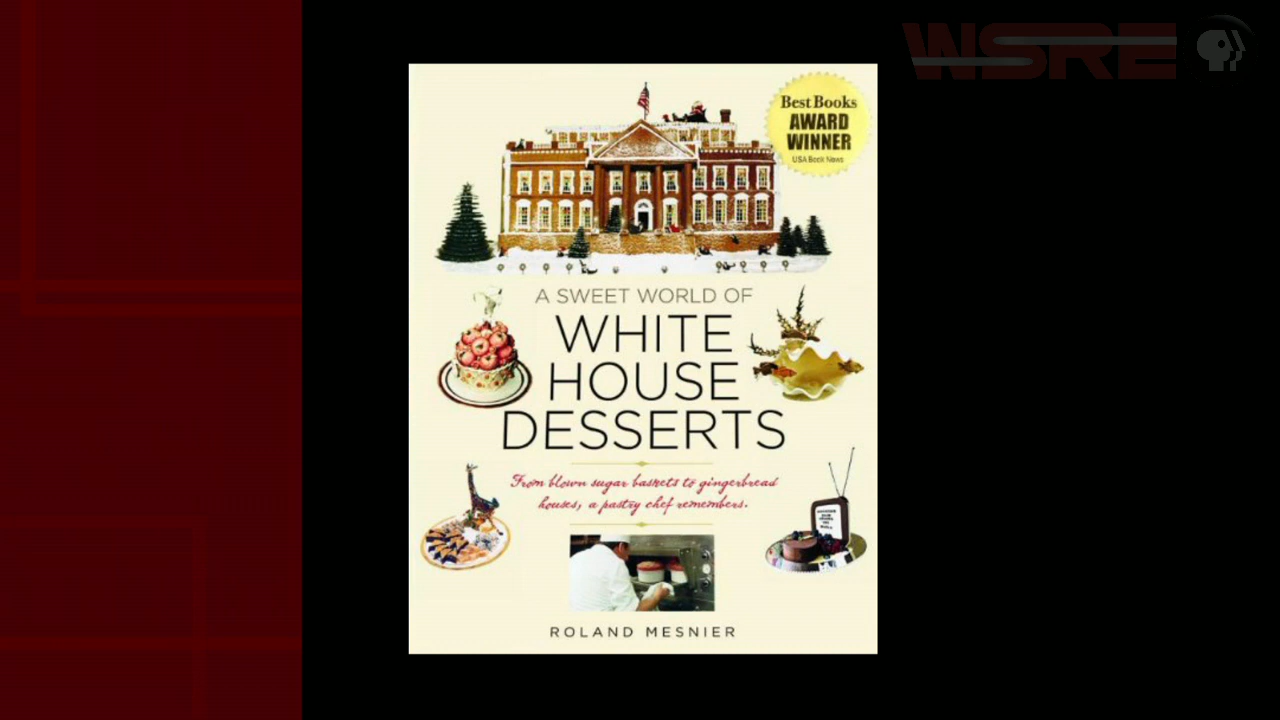 WSRE
Best Books
AWARD
WINNER
USA Book News
A SWEET WORLD OF
WHITE
HOUSE
DESSERTS
From blown sugar baskets to gingerbread
houses, a pastry chef remembers.
ROLAND MESNIER